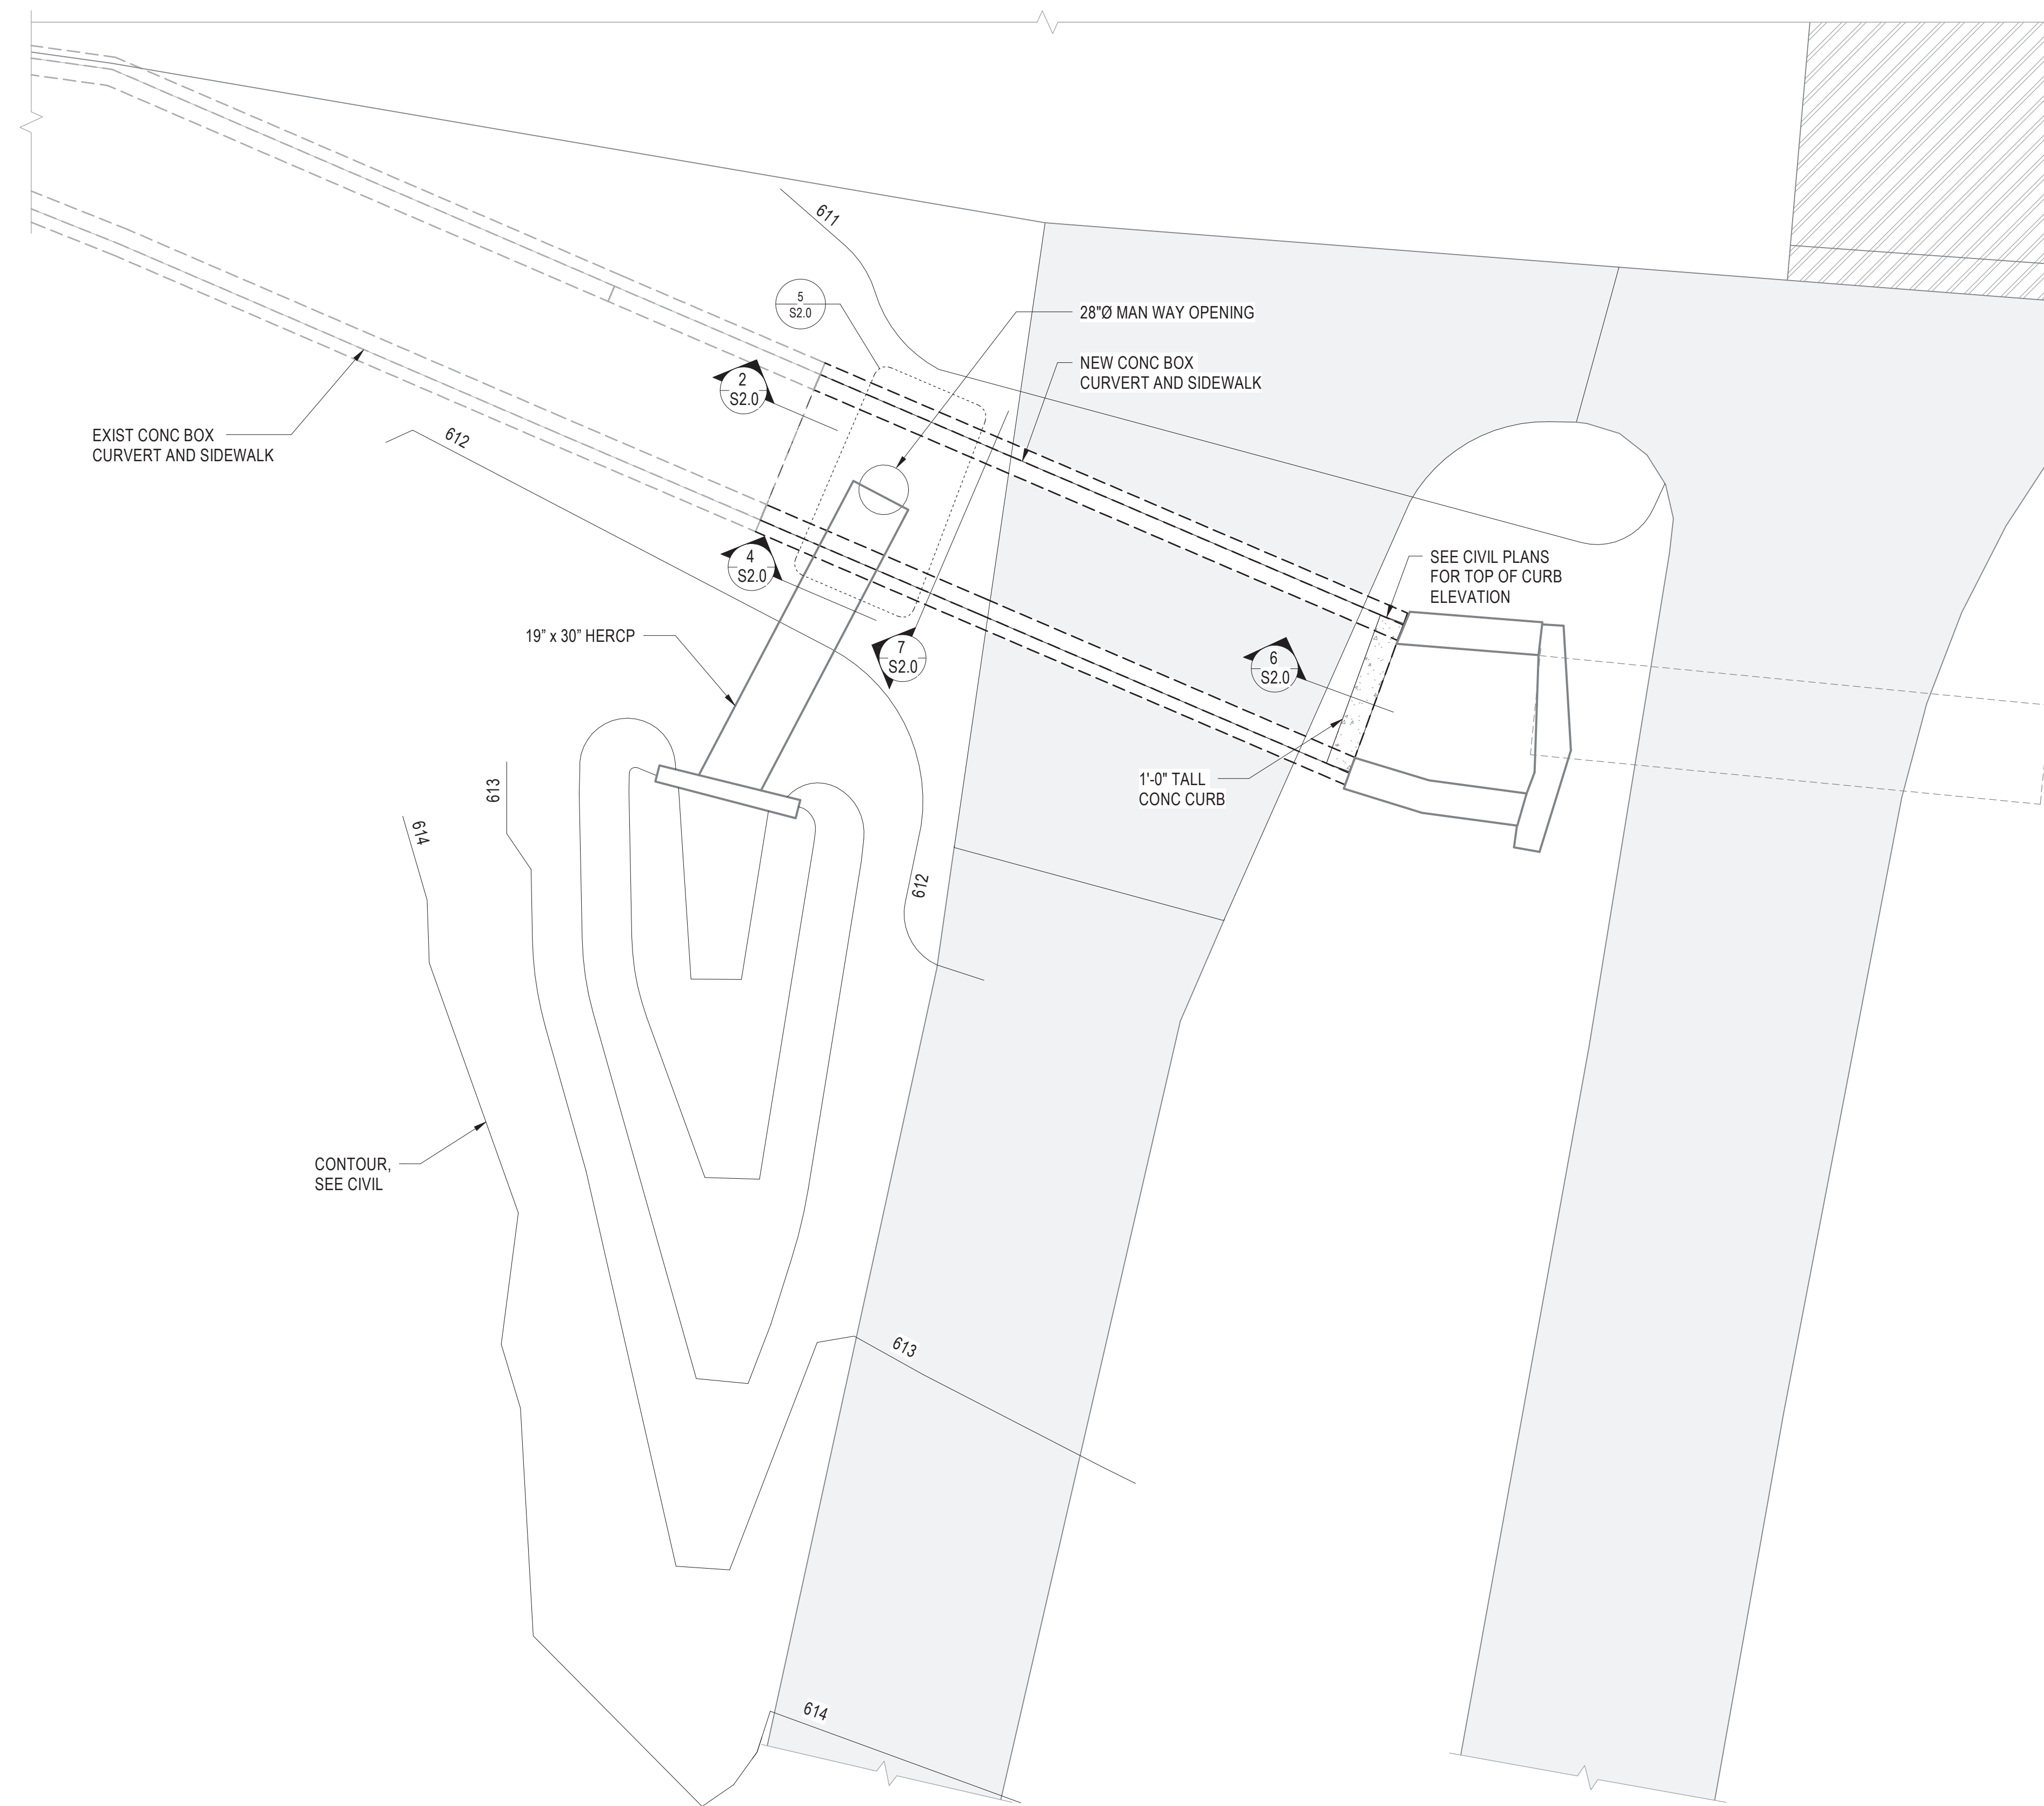 611
5
S2.0
28"Ø MAN WAY OPENING
NEW CONC BOX
CURVERT AND SIDEWALK
2
S2.0
EXIST CONC BOX
CURVERT AND SIDEWALK
612
4
S2.0
SEE CIVIL PLANS
FOR TOP OF CURB
ELEVATION
19” x 30” HERCP
7
S2.0
6
S2.0
1'-0" TALL
CONC CURB
613
614
612
CONTOUR,
SEE CIVIL
613
614